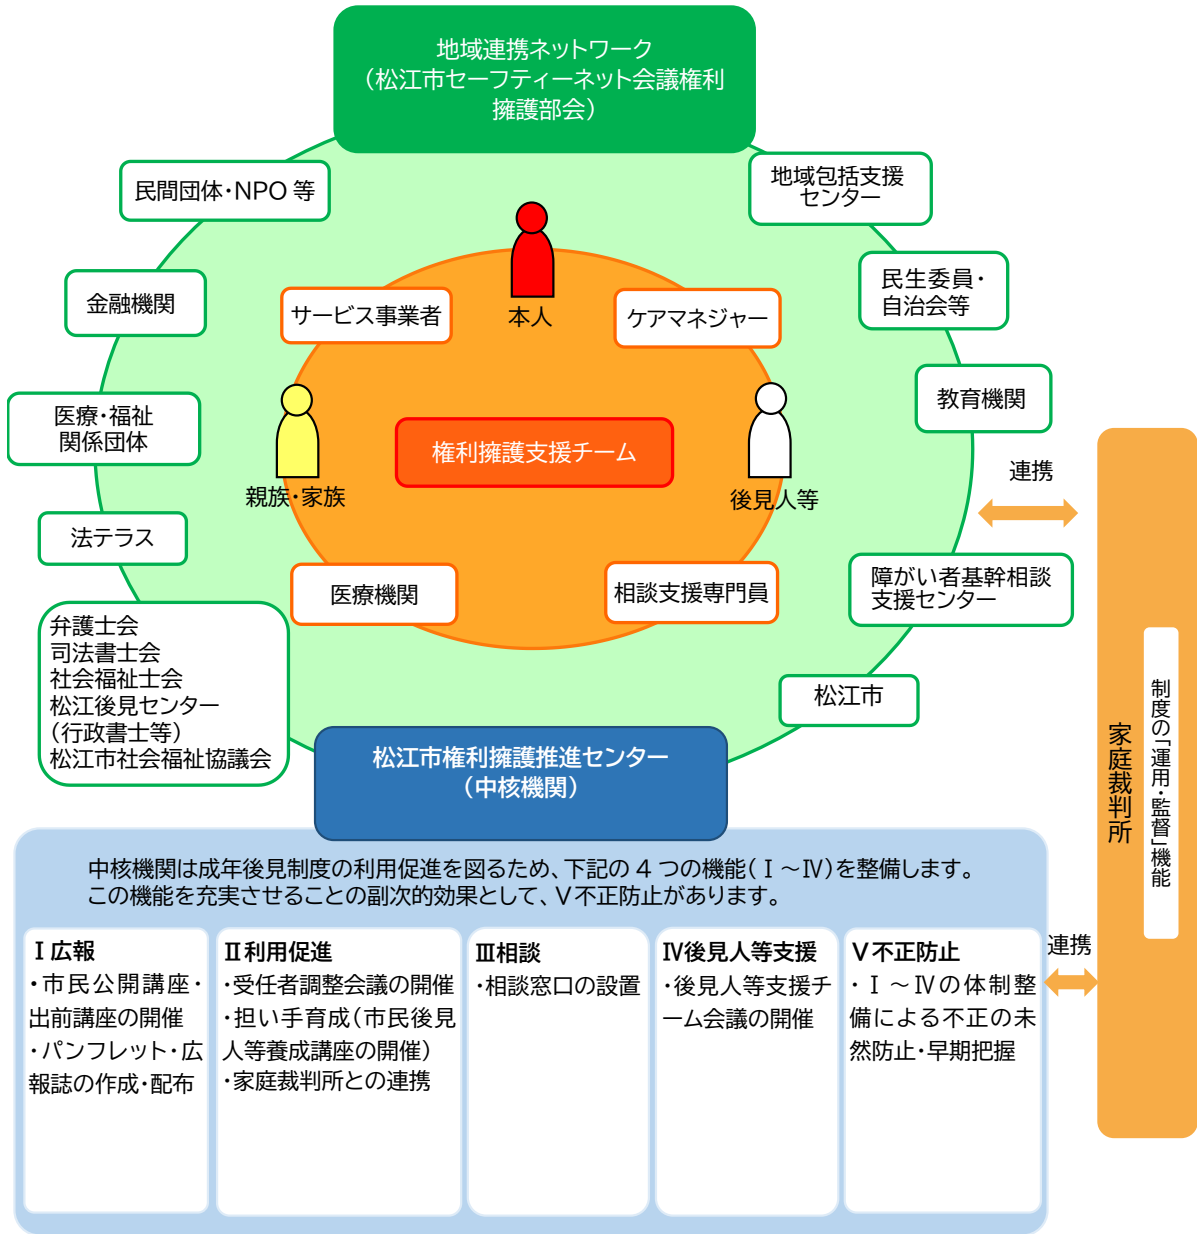 地域連携ネットワーク
（松江市セーフティーネット会議権利
擁護部会）
民間団体・NPO 等
地域包括支援
センター
金融機関
民生委員・
自治会等
サービス事業者
本人
ケアマネジャー
医療・福祉
関係団体
教育機関
権利擁護支援チーム
親族・家族
後見人等
連携
法テラス
医療機関
相談支援専門員
障がい者基幹相談
支援センター
弁護士会
司法書士会
社会福祉士会
松江後見センター
（行政書士等）
松江市社会福祉協議会
松江市
松江市権利擁護推進センター
（中核機関）
家庭裁判所
制度の「運用・監督」機能
中核機関は成年後見制度の利用促進を図るため、下記の 4 つの機能（Ⅰ～Ⅳ）を整備します。
この機能を充実させることの副次的効果として、Ⅴ不正防止があります。
連携
Ⅰ広報
・市民公開講座・
出前講座の開催
・パンフレット・広
報誌の作成・配布
Ⅱ利用促進
・受任者調整会議の開催
・担い手育成（市民後見
人等養成講座の開催）
・家庭裁判所との連携
Ⅲ相談
・相談窓口の設置
Ⅳ後見人等支援
・後見人等支援チ
ーム会議の開催
Ⅴ不正防止
・Ⅰ～Ⅳの体制整
備による不正の未
然防止・早期把握